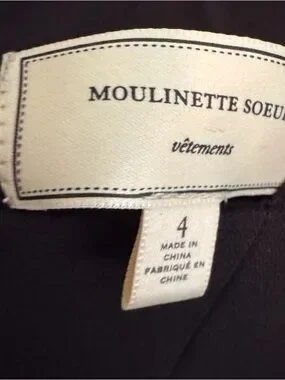 MOULINETTE SOEU
vêtements
4
MADE IN
CHINA
FABRIQUÉ EN
CHINE